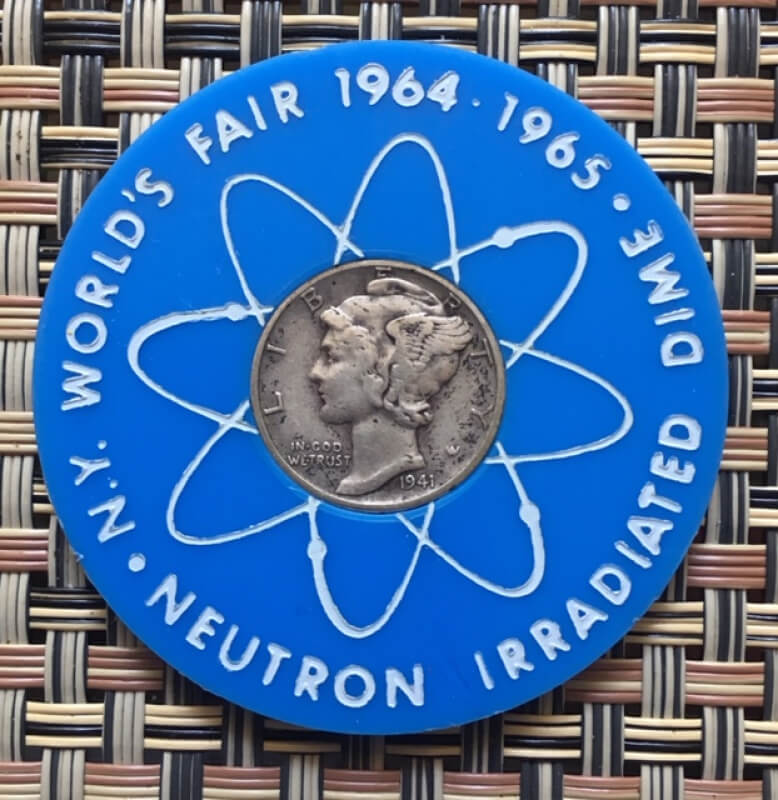 N.Y. WORLD'S FAIR 1964 · 1965 ·
NEUTRON IRRADIATED DIME ·
LIBERTY
IN·GOD
WE·TRUST
1941